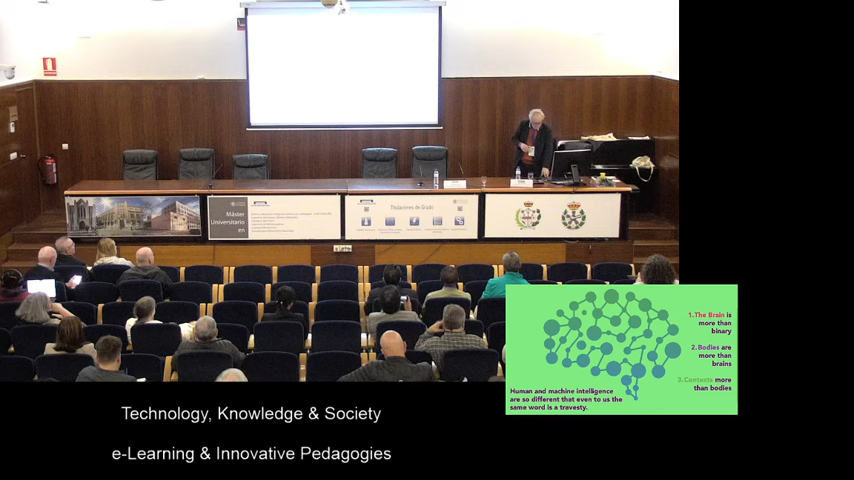 Máster
Universitario
en
Titulaciones de Grado
1.The Brain is
more than
binary
2.Bodies are
more than
brains
3.Contexts more
than bodies
Human and machine intelligence
are so different that even to us the
same word is a travesty.
Technology, Knowledge & Society
e-Learning & Innovative Pedagogies